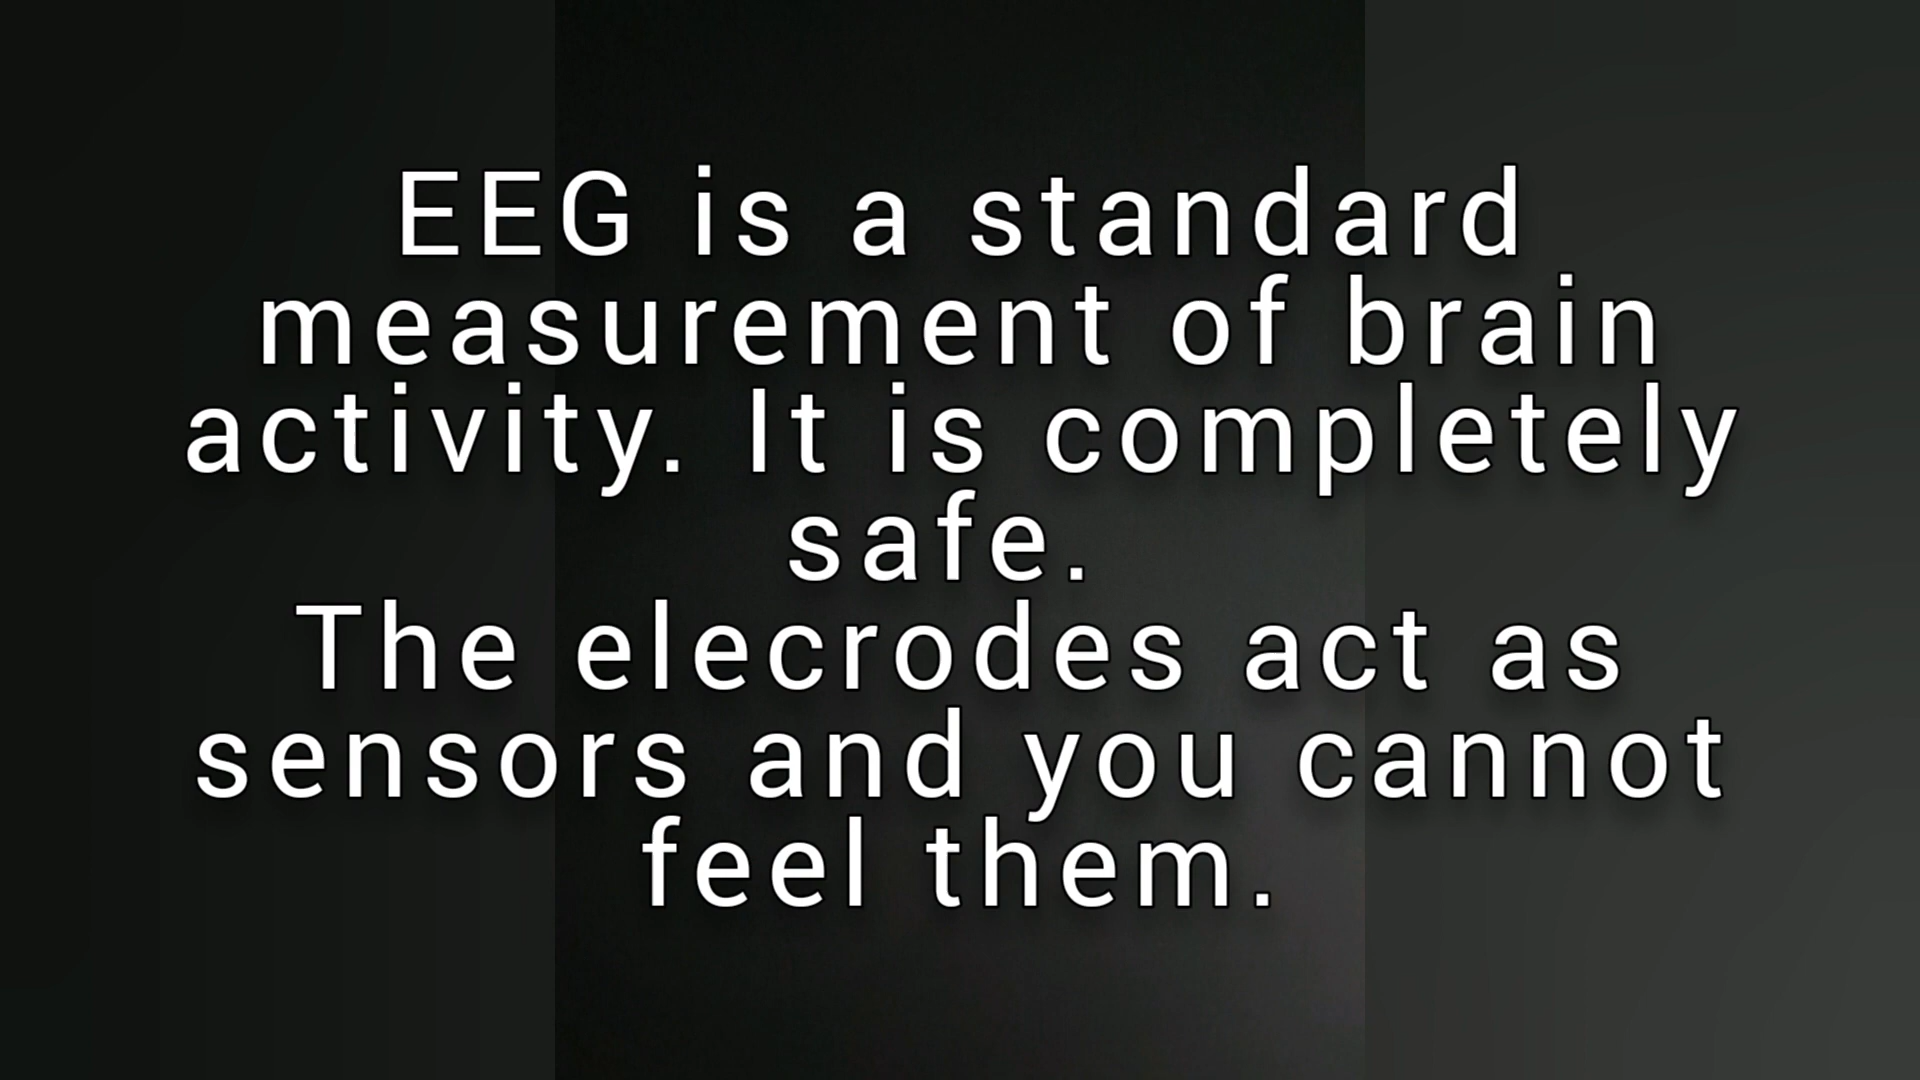 EEG is a standard
measurement of brain
activity. It is completely
safe.
The elecrodes act as
sensors and you cannot
feel them.